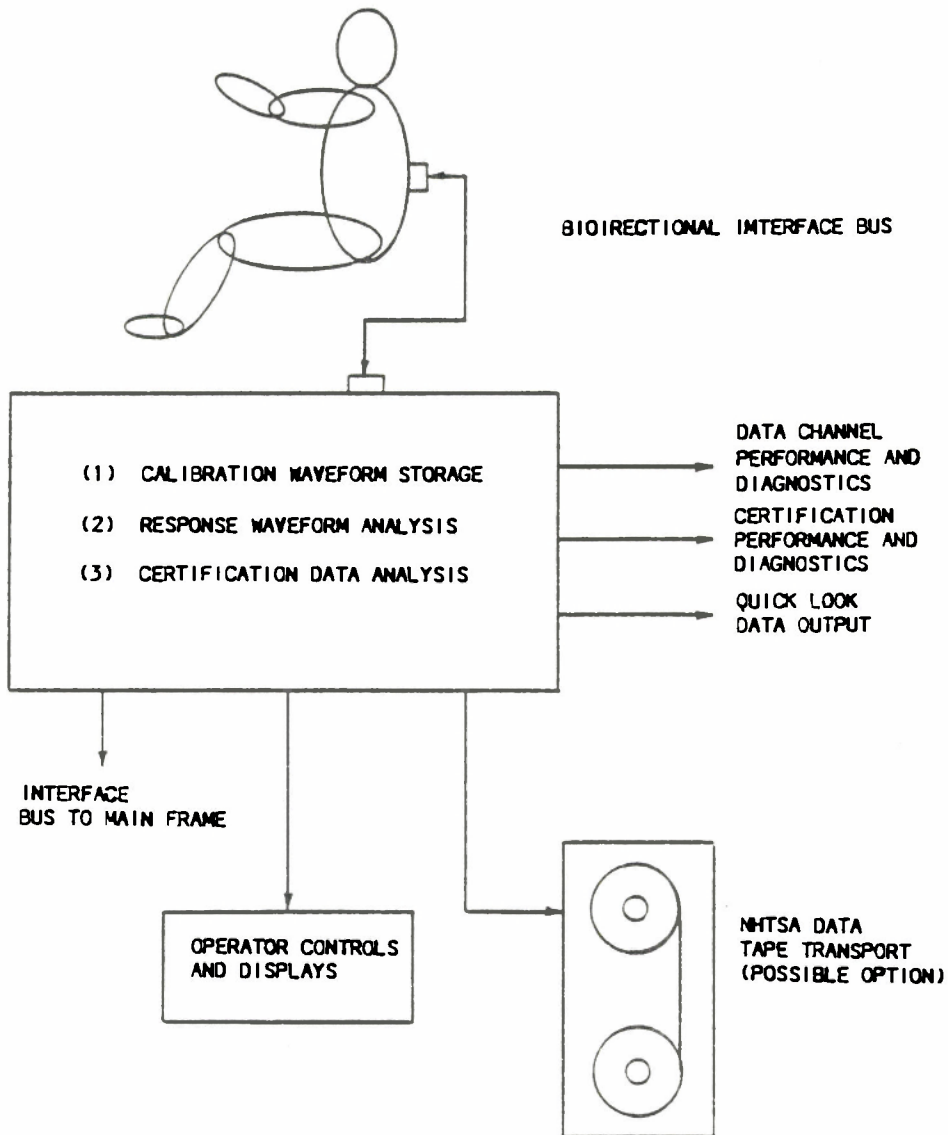 BIOIRECTIONAL IMTERFACE BUS
(1) CALIBRATION WAVEFORM STORAGE
(2) RESPONSE WAVEFORM ANALYSIS
(3) CERTIFICATION DATA ANALYSIS
DATA CHANNEL
PERFORMANCE AND
DIAGNOSTICS
CERTIFICATION
PERFORMANCE AND
DIAGNOSTICS
QUICK LOOK
DATA OUTPUT
INTERFACE
BUS TO MAIN FRAME
OPERATOR CONTROLS
AND DISPLAYS
NHTSA DATA
TAPE TRANSPORT
(POSSIBLE OPTION)